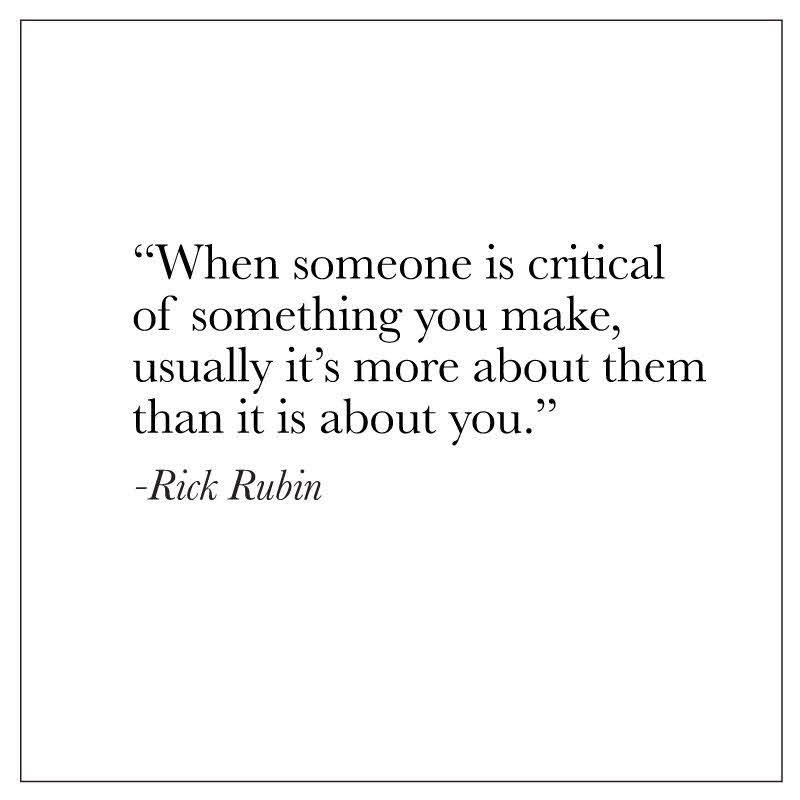 “When someone is critical
of something you make,
usually it’s more about them
than it is about you.”
-Rick Rubin